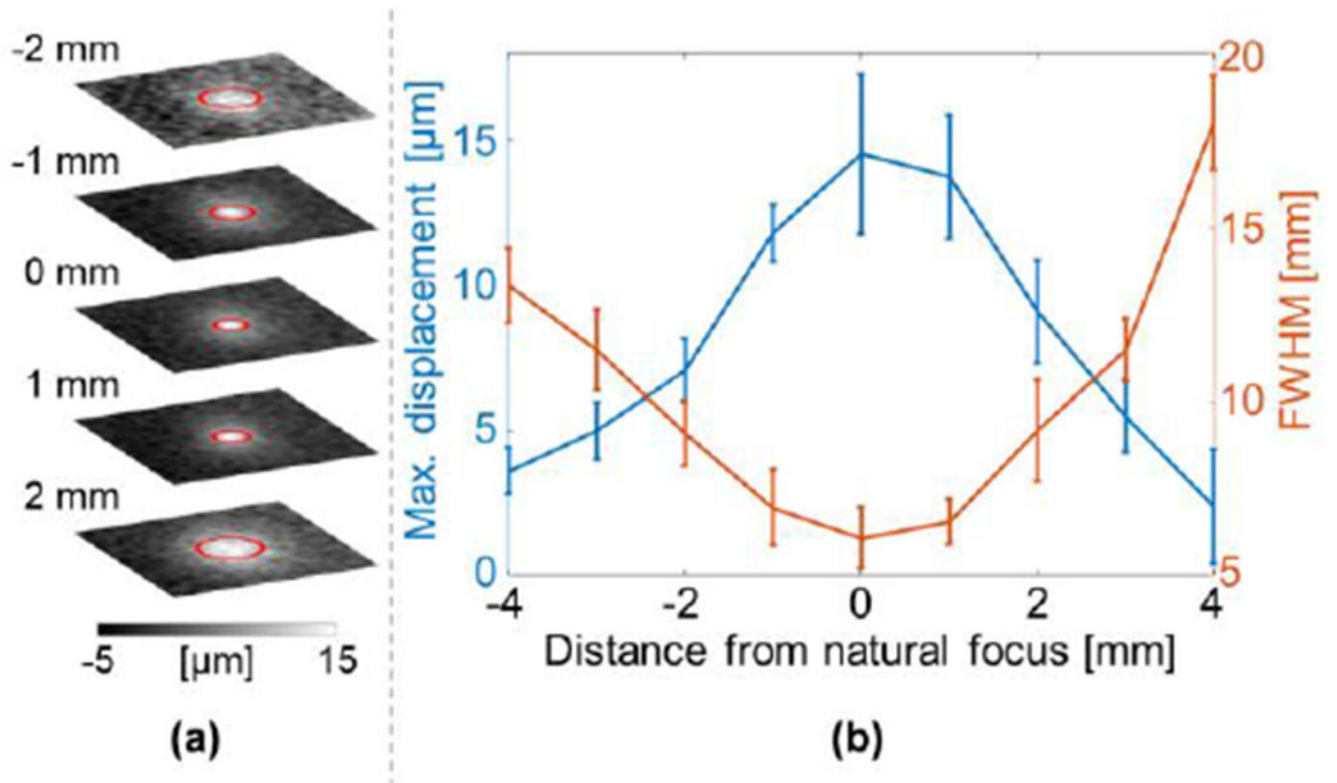 -2 mm
-1 mm
0 mm
1 mm
2 mm
-5 [µm] 15
(a)
Max. displacement [µm]
15
10
5
0
20
15
10
5
FWHM [mm]
-4 -2 0 2 4
Distance from natural focus [mm]
(b)